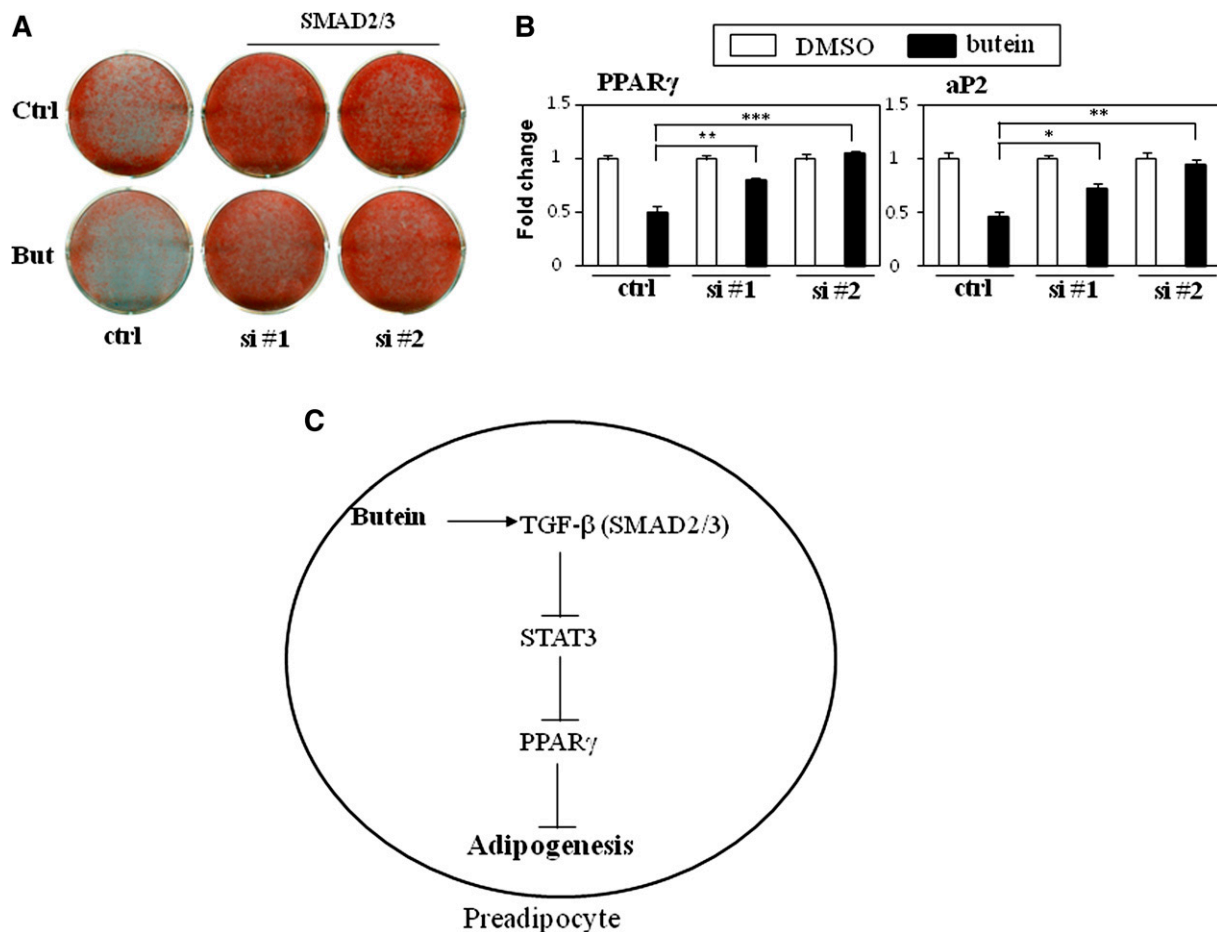 A
SMAD2/3
Ctrl
But
ctrl
si #1
si #2
B
DMSO
butein
PPARγ
aP2
Fold change
1.5
1
0.5
0
***
**
ctrl
si #1
si #2
1.5
1
0.5
0
**
*
ctrl
si #1
si #2
C
Butein
TGF-β (SMAD2/3)
STAT3
PPARγ
Adipogenesis
Preadipocyte